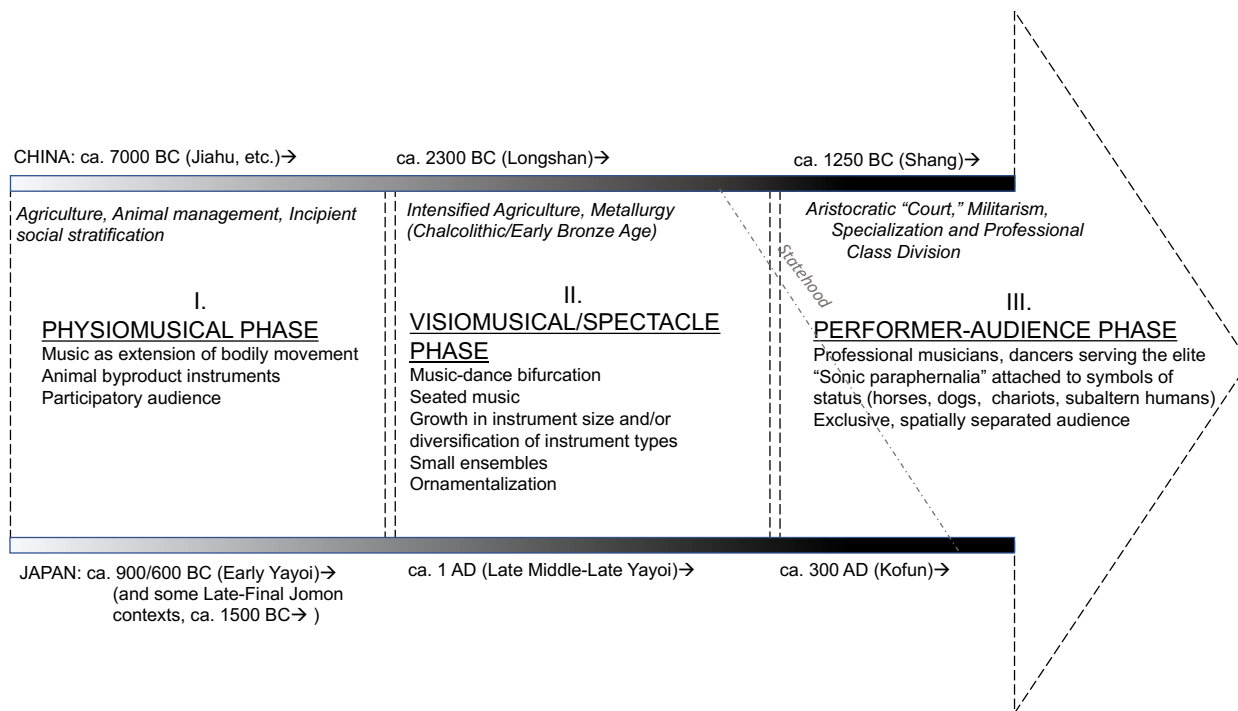 CHINA: ca. 7000 BC (Jiahu, etc.)→
ca. 2300 BC (Longshan)→
ca. 1250 BC (Shang)→
Agriculture, Animal management, Incipient
social stratification
Intensified Agriculture, Metallurgy
(Chalcolithic/Early Bronze Age)
Aristocratic “Court,” Militarism,
Specialization and Professional
Class Division
Statehood
I.
PHYSIOMUSICAL PHASE
Music as extension of bodily movement
Animal byproduct instruments
Participatory audience
II.
VISIOMUSICAL/SPECTACLE
PHASE
Music-dance bifurcation
Seated music
Growth in instrument size and/or
diversification of instrument types
Small ensembles
Ornamentalization
III.
PERFORMER-AUDIENCE PHASE
Professional musicians, dancers serving the elite
“Sonic paraphernalia” attached to symbols of
status (horses, dogs, chariots, subaltern humans)
Exclusive, spatially separated audience
JAPAN: ca. 900/600 BC (Early Yayoi)→
(and some Late-Final Jomon
contexts, ca. 1500 BC→ )
ca. 1 AD (Late Middle-Late Yayoi)→
ca. 300 AD (Kofun)→